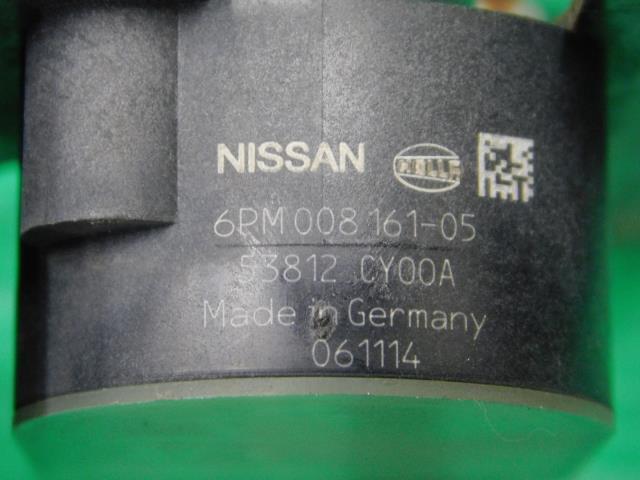 NISSAN HELLA
6PM 008 161-05
53812 CY00A
Made in Germany
061114